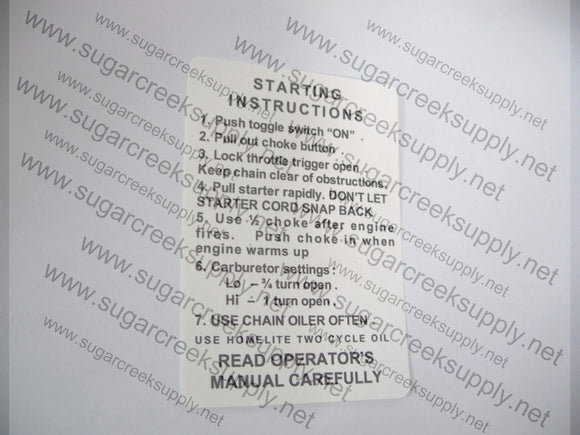 STARTING
INSTRUCTIONS
1. Push toggle switch "ON" .
2. Pull out choke button .
3. Lock throttle trigger open .
Keep chain clear of obstructions.
4. Pull starter rapidly. DON'T LET
STARTER CORD SNAP BACK
5. Use ½ choke after engine
fires. Push choke in when
engine warms up
6. Carburetor settings :
Lo – ¾ turn open .
Hi – 1 turn open .
7. USE CHAIN OILER OFTEN .
USE HOMELITE TWO CYCLE OIL
READ OPERATOR'S
MANUAL CAREFULLY
www.sugarcreeksupply.net